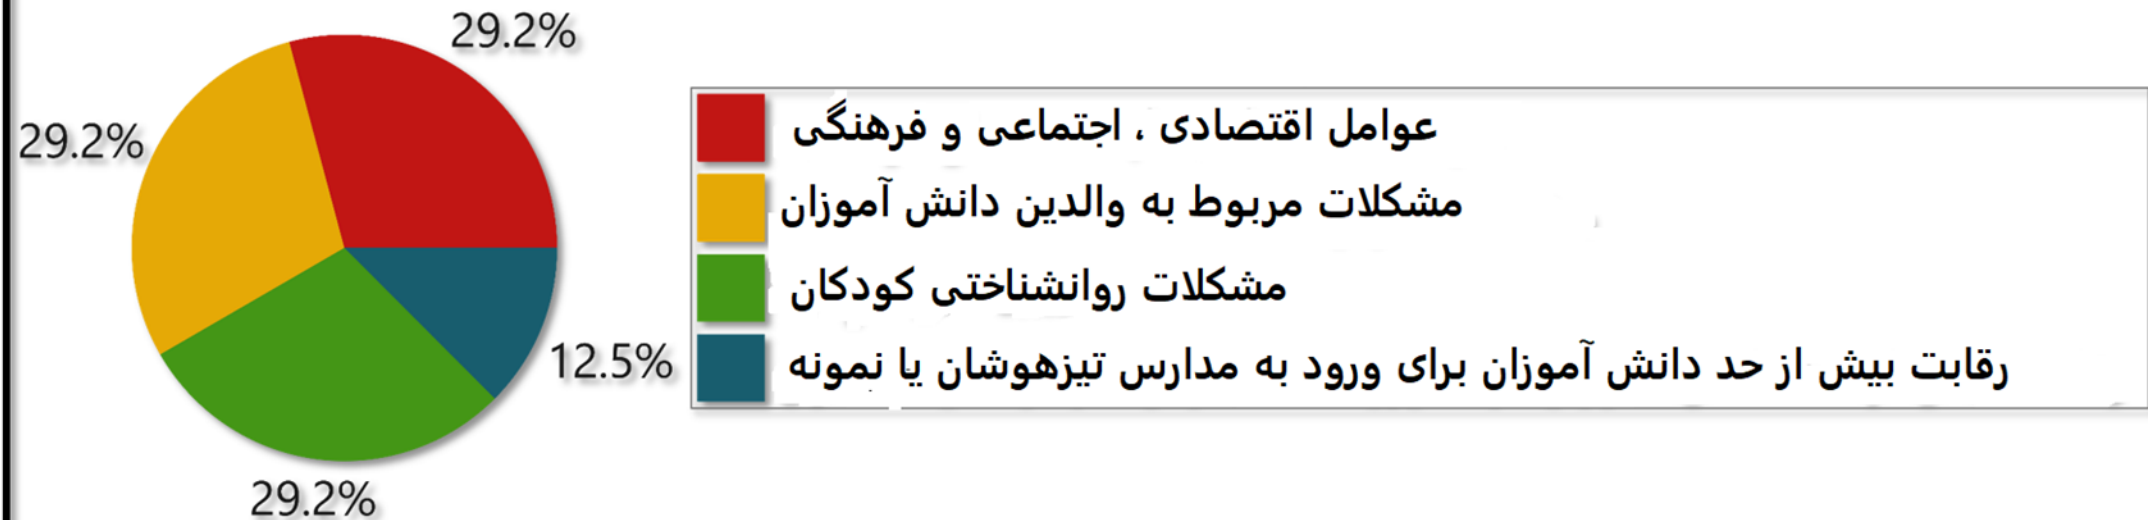 29.2%
29.2%
12.5%
29.2%
عوامل اقتصادی ، اجتماعی و فرهنگی
مشکلات مربوط به والدین دانش آموزان
مشکلات روانشناختی کودکان
رقابت بیش از حد دانش آموزان برای ورود به مدارس تیزهوشان یا نمونه